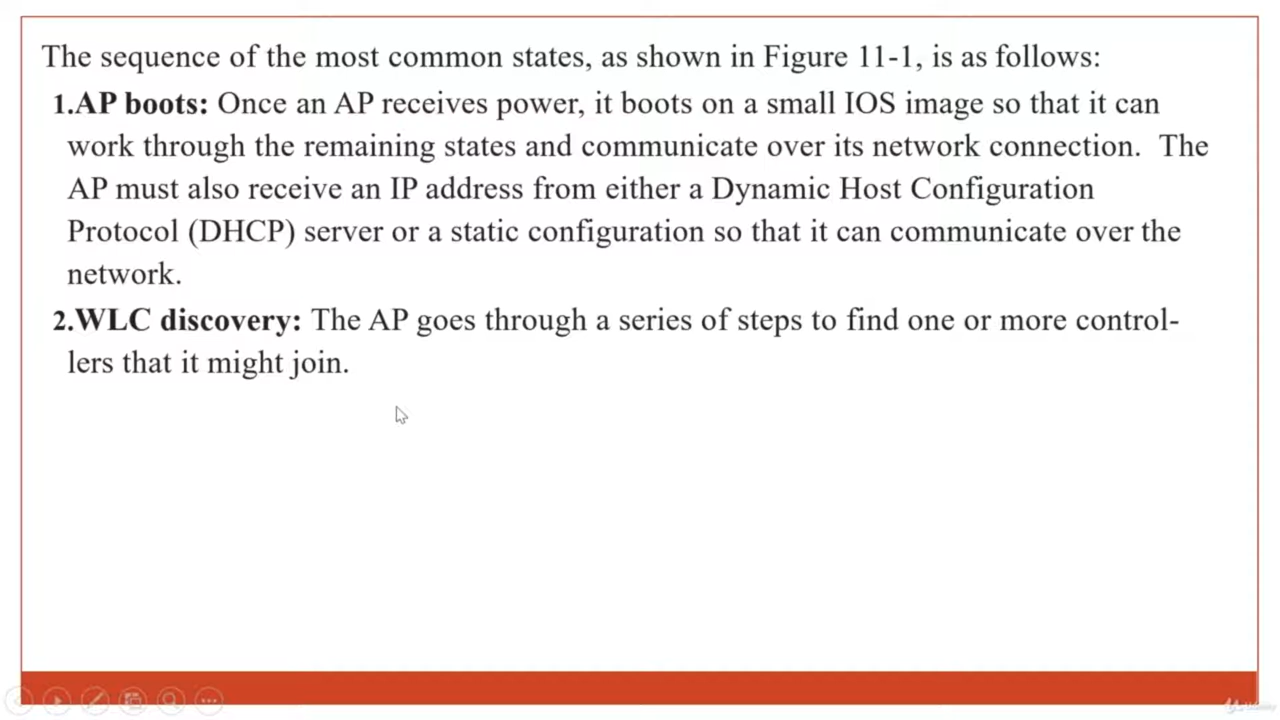 The sequence of the most common states, as shown in Figure 11-1, is as follows:
1.AP boots: Once an AP receives power, it boots on a small IOS image so that it can
work through the remaining states and communicate over its network connection. The
AP must also receive an IP address from either a Dynamic Host Configuration
Protocol (DHCP) server or a static configuration so that it can communicate over the
network.
2.WLC discovery: The AP goes through a series of steps to find one or more control-
lers that it might join.